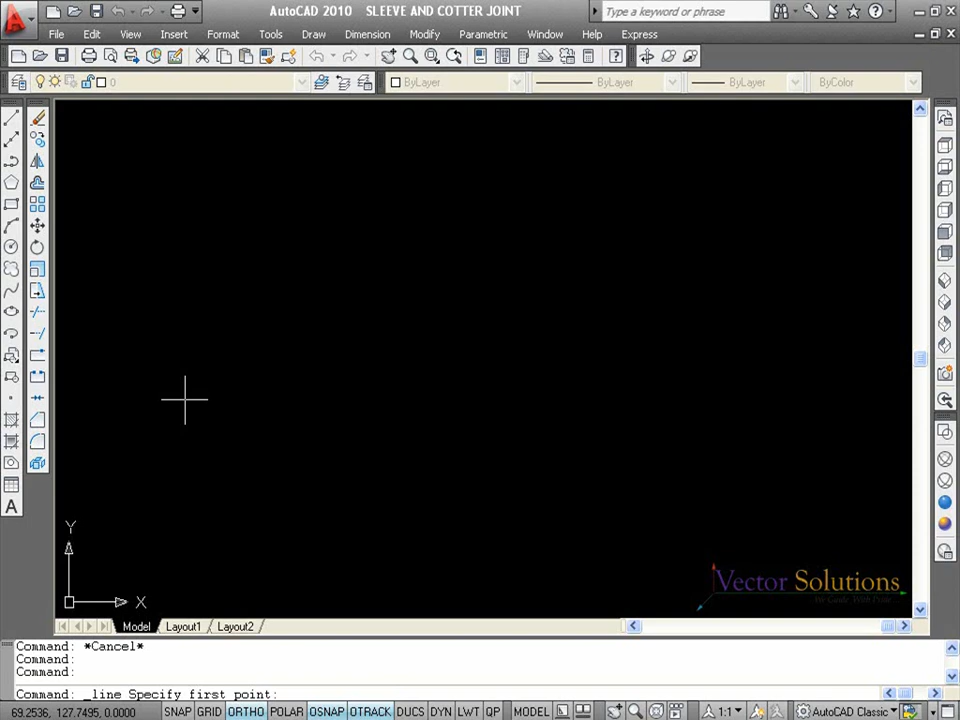 AutoCAD 2010 SLEEVE AND COTTER JOINT
Type a keyword or phrase
File Edit View Insert Format Tools Draw Dimension Modify Parametric Window Help Express
0 ByLayer ByLayer ByLayer ByColor
A
Y
X
Vector Solutions
Model Layout1 Layout2
Command: *Cancel*
Command:
Command:
Command: _line Specify first point:
69.2536, 127.7495, 0.0000 SNAP GRID ORTHO POLAR OSNAP OTRACK DUCS DYN LWT QP MODEL 1:1 AutoCAD Classic